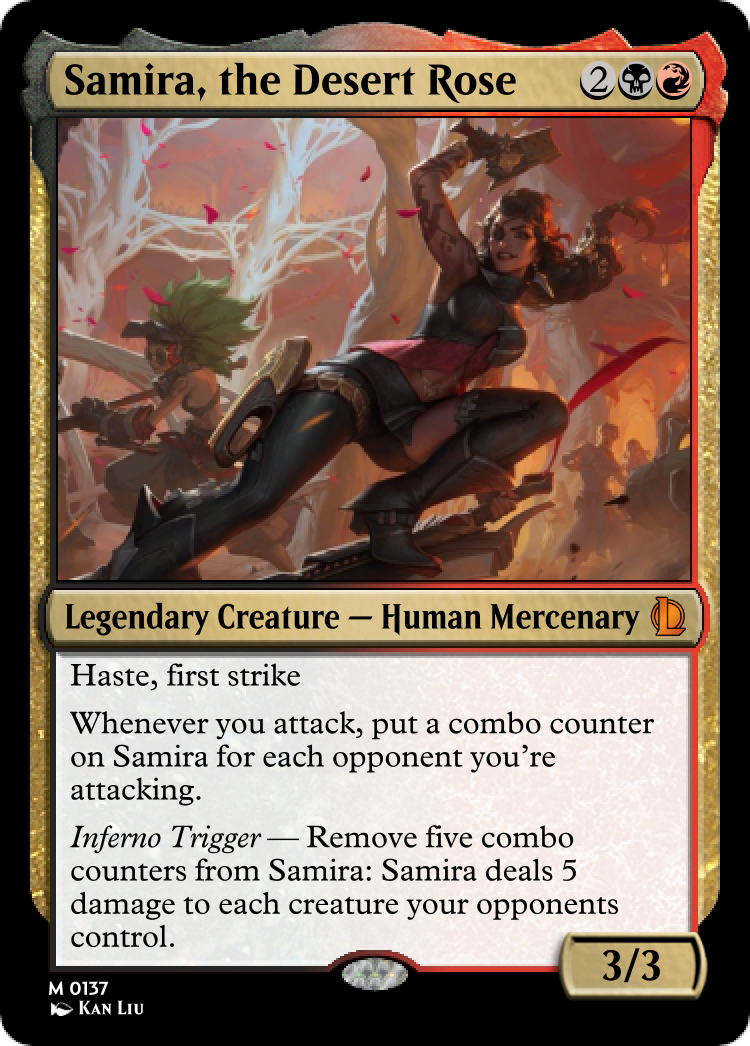 Samira, the Desert Rose 2
Legendary Creature — Human Mercenary
Haste, first strike
Whenever you attack, put a combo counter
on Samira for each opponent you're
attacking.
Inferno Trigger — Remove five combo
counters from Samira: Samira deals 5
damage to each creature your opponents
control.
3/3
M 0137
Kan Liu